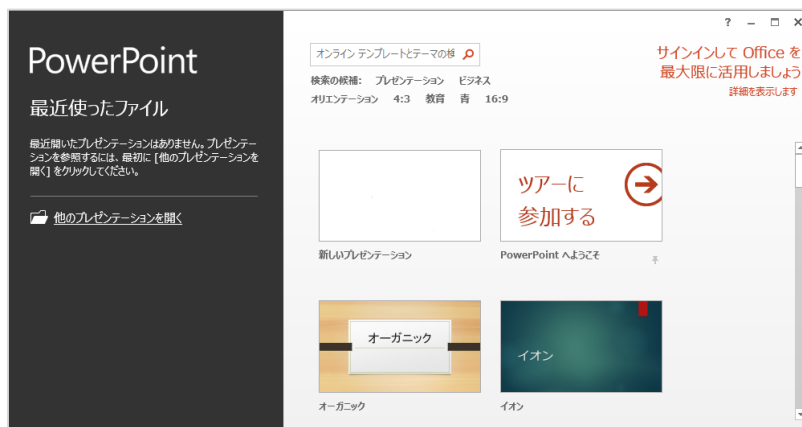 PowerPoint
最近使ったファイル
最近開いたプレゼンテーションはありません。プレゼンテー
ションを参照するには、最初に [他のプレゼンテーションを
開く] をクリックしてください。
他のプレゼンテーションを開く
?
オンライン テンプレートとテーマの検
検索の候補: プレゼンテーション ビジネス
オリエンテーション 4:3 教育 青 16:9
サインインして Office を
最大限に活用しましょう
詳細を表示します
新しいプレゼンテーション
ツアーに
参加する
PowerPoint へようこそ
オーガニック
オーガニック
イオン
イオン